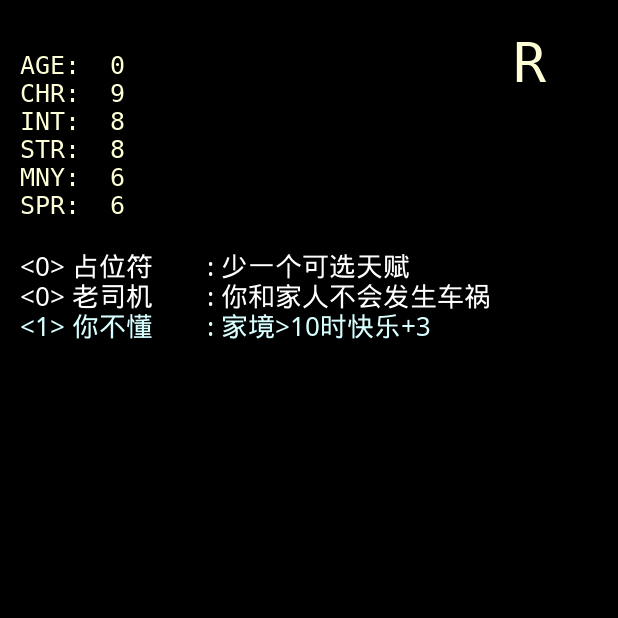 R
AGE: 0
CHR: 9
INT: 8
STR: 8
MNY: 6
SPR: 6
<0> 占位符 : 少一个可选天赋
<0> 老司机 : 你和家人不会发生车祸
<1> 你不懂 : 家境>10时快乐+3